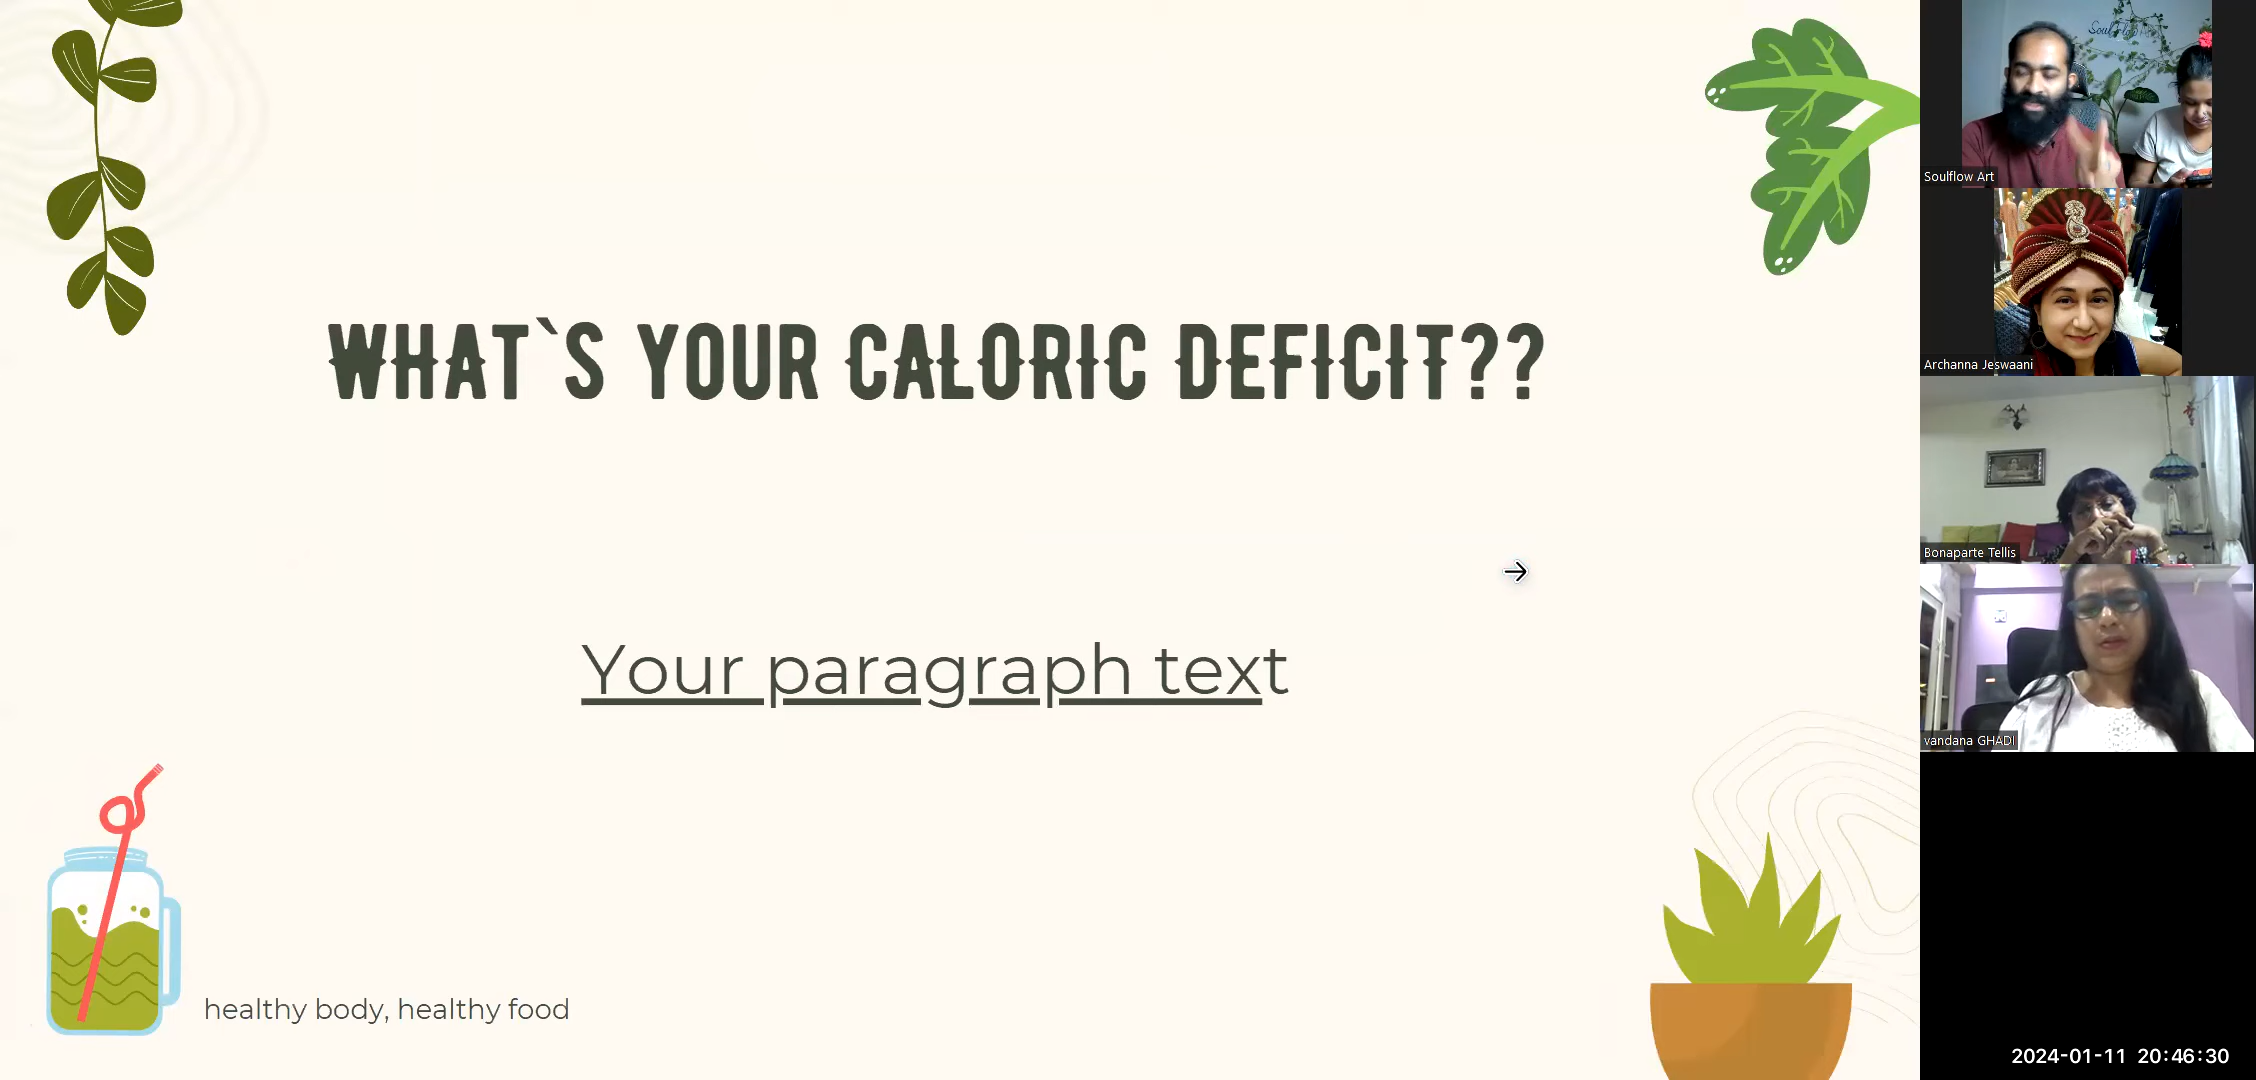 WHAT`S YOUR CALORIC DEFICIT??
Your paragraph text
healthy body, healthy food
Soulflow Art
Archanna Jeswaani
Bonaparte Tellis
vandana GHADI
2024-01-11 20:46:30